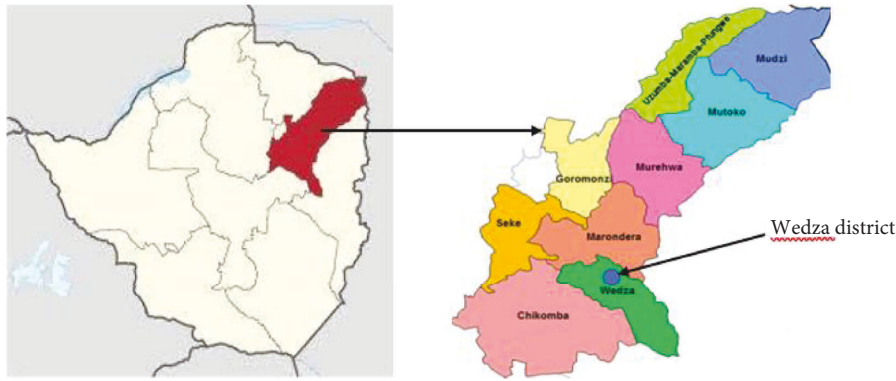 Uzumba-Maramba-Pfungwe
Mudzi
Mutoko
Murehwa
Goromonzi
Seke
Marondera
Wedza district
Wedza
Chikomba